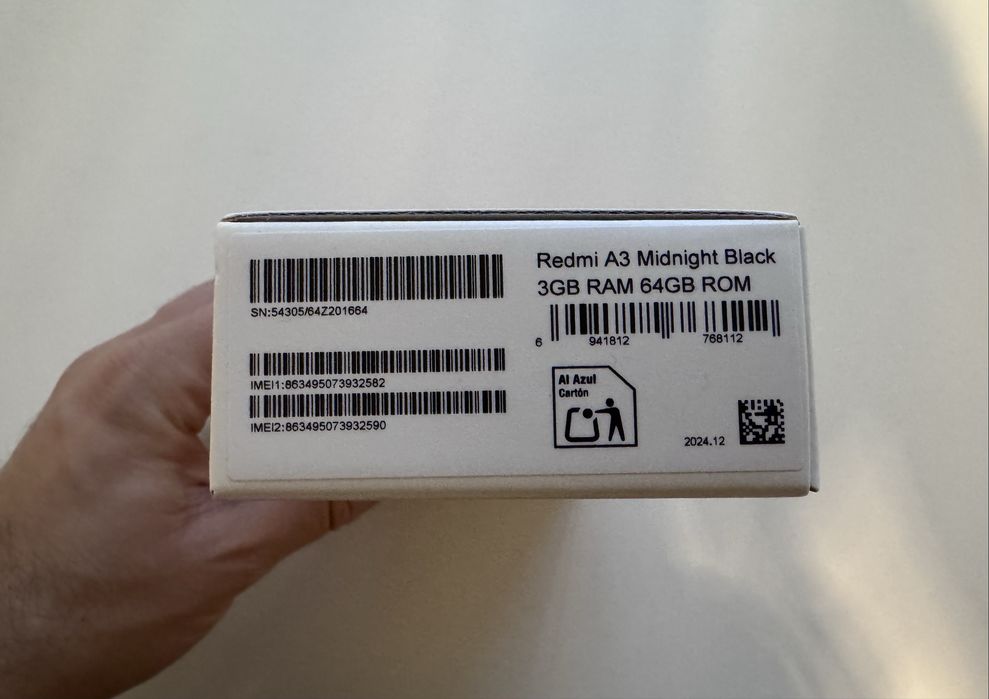 SN:54305/64Z201664
IMEI1:863495073932582
IMEI2:863495073932590
Redmi A3 Midnight Black
3GB RAM 64GB ROM
6 941812 768112
Al Azul
Cartón
2024.12